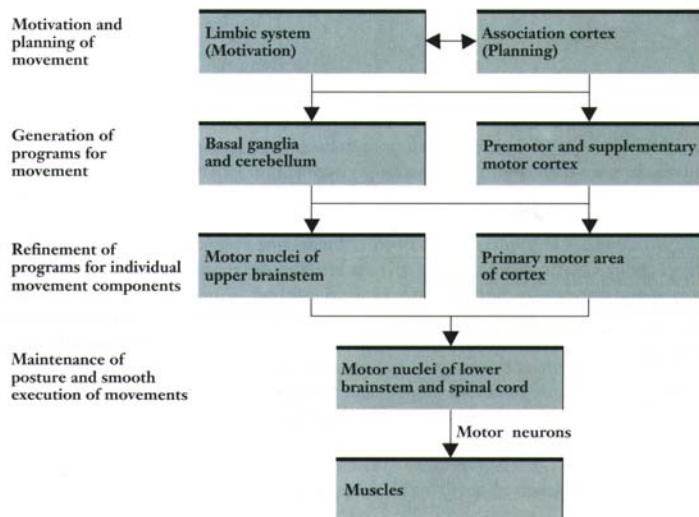 Motivation and
planning of
movement
Limbic system
(Motivation)
Association cortex
(Planning)
Generation of
programs for
movement
Basal ganglia
and cerebellum
Premotor and supplementary
motor cortex
Refinement of
programs for individual
movement components
Motor nuclei of
upper brainstem
Primary motor area
of cortex
Maintenance of
posture and smooth
execution of movements
Motor nuclei of lower
brainstem and spinal cord
Motor neurons
Muscles